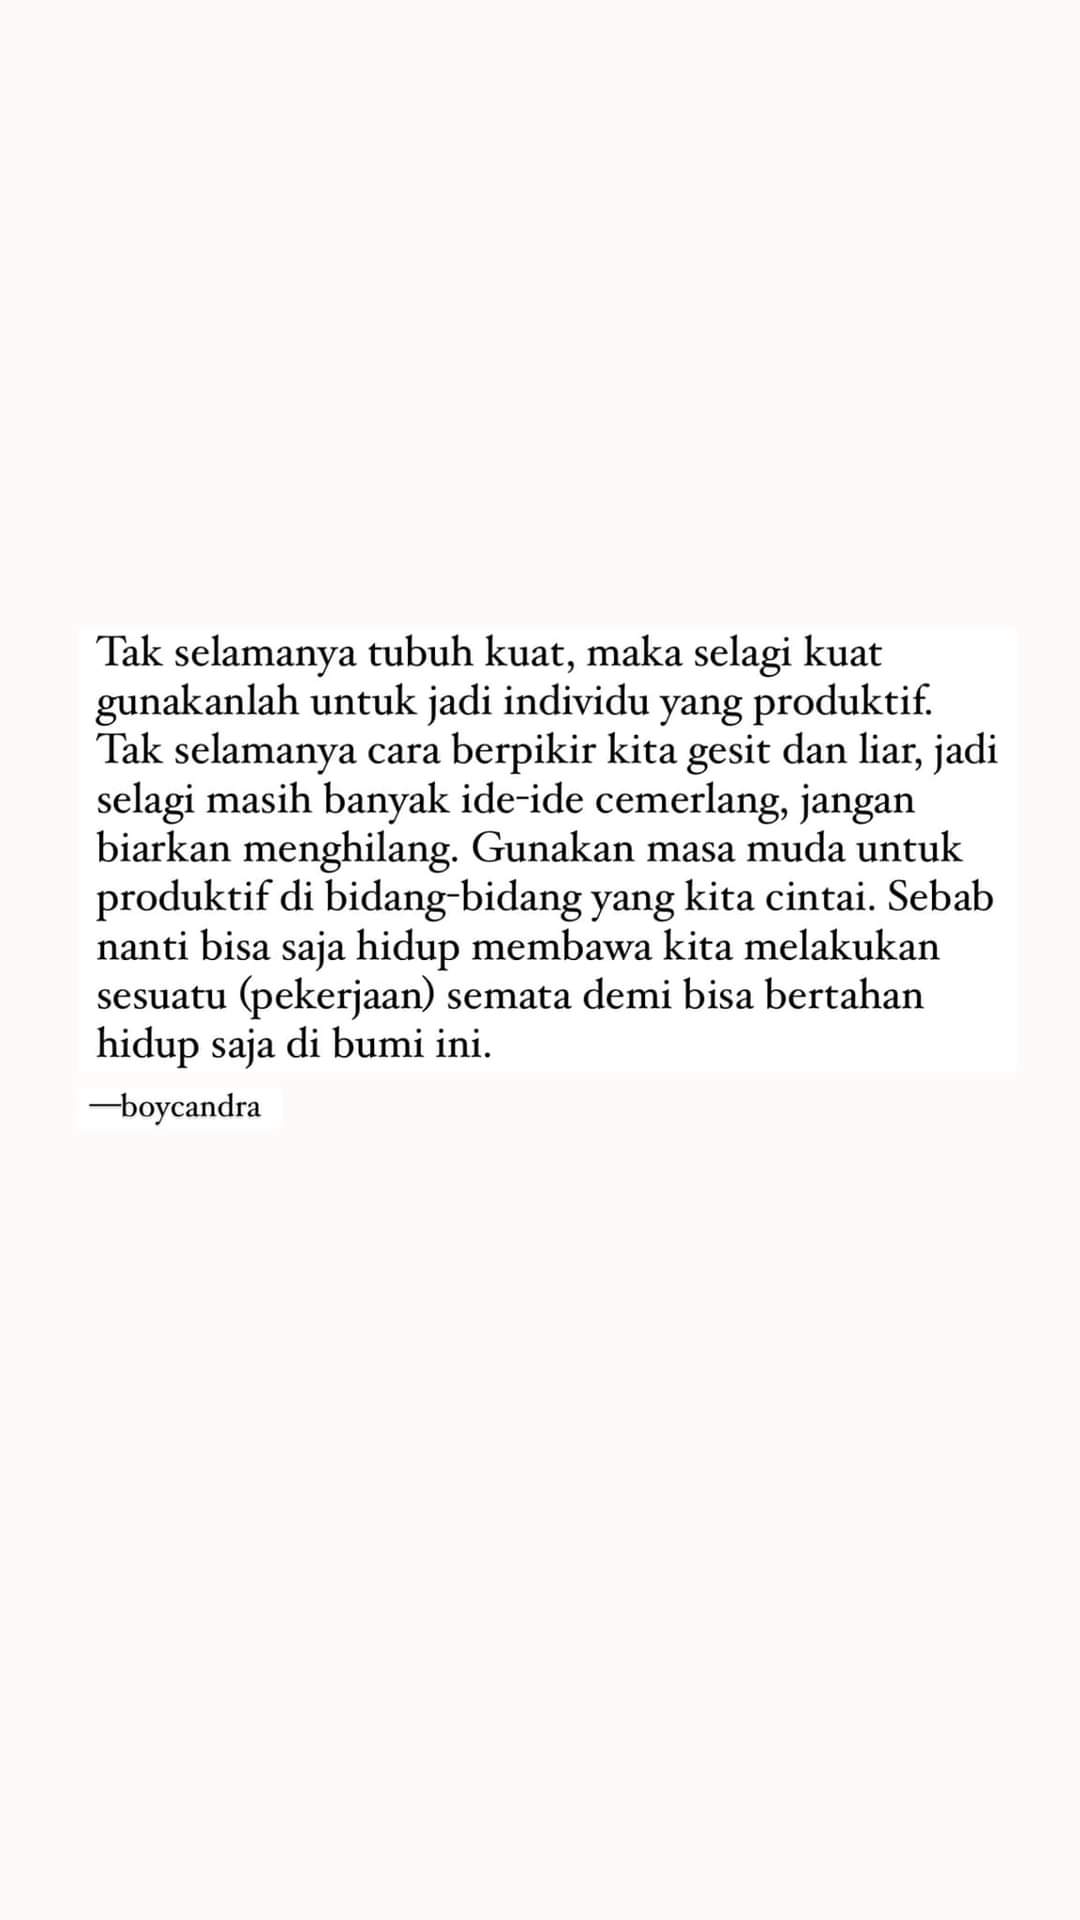 Tak selamanya tubuh kuat, maka selagi kuat
gunakanlah untuk jadi individu yang produktif.
Tak selamanya cara berpikir kita gesit dan liar, jadi
selagi masih banyak ide-ide cemerlang, jangan
biarkan menghilang. Gunakan masa muda untuk
produktif di bidang-bidang yang kita cintai. Sebab
nanti bisa saja hidup membawa kita melakukan
sesuatu (pekerjaan) semata demi bisa bertahan
hidup saja di bumi ini.
—boycandra